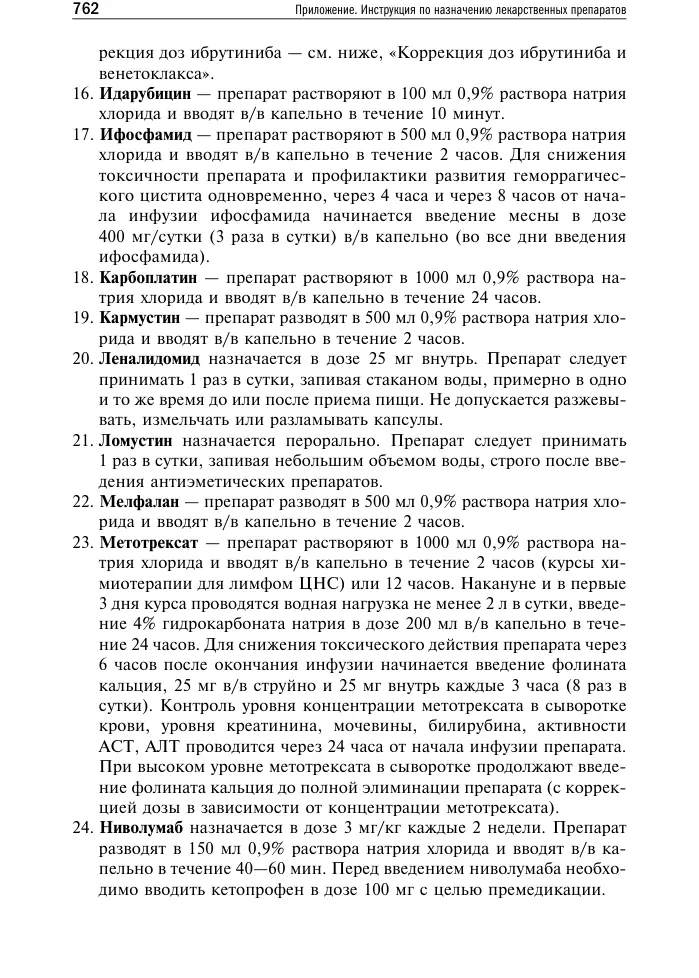 762
Приложение. Инструкция по назначению лекарственных препаратов
рекция доз ибрутиниба — см. ниже, «Коррекция доз ибрутиниба и
венетоклакса».
16. Идарубицин — препарат растворяют в 100 мл 0,9% раствора натрия
хлорида и вводят в/в капельно в течение 10 минут.
17. Ифосфамид — препарат растворяют в 500 мл 0,9% раствора натрия
хлорида и вводят в/в капельно в течение 2 часов. Для снижения
токсичности препарата и профилактики развития геморрагичес-
кого цистита одновременно, через 4 часа и через 8 часов от нача-
ла инфузии ифосфамида начинается введение месны в дозе
400 мг/сутки (3 раза в сутки) в/в капельно (во все дни введения
ифосфамида).
18. Карбоплатин — препарат растворяют в 1000 мл 0,9% раствора на-
трия хлорида и вводят в/в капельно в течение 24 часов.
19. Кармустин — препарат разводят в 500 мл 0,9% раствора натрия хло-
рида и вводят в/в капельно в течение 2 часов.
20. Леналидомид назначается в дозе 25 мг внутрь. Препарат следует
принимать 1 раз в сутки, запивая стаканом воды, примерно в одно
и то же время до или после приема пищи. Не допускается разжевы-
вать, измельчать или разламывать капсулы.
21. Ломустин назначается перорально. Препарат следует принимать
1 раз в сутки, запивая небольшим объемом воды, строго после вве-
дения антиэметических препаратов.
22. Мелфалан — препарат разводят в 500 мл 0,9% раствора натрия хло-
рида и вводят в/в капельно в течение 2 часов.
23. Метотрексат — препарат растворяют в 1000 мл 0,9% раствора на-
трия хлорида и вводят в/в капельно в течение 2 часов (курсы хи-
миотерапии для лимфом ЦНС) или 12 часов. Накануне и в первые
3 дня курса проводятся водная нагрузка не менее 2 л в сутки, введе-
ние 4% гидрокарбоната натрия в дозе 200 мл в/в капельно в тече-
ние 24 часов. Для снижения токсического действия препарата через
6 часов после окончания инфузии начинается введение фолината
кальция, 25 мг в/в струйно и 25 мг внутрь каждые 3 часа (8 раз в
сутки). Контроль уровня концентрации метотрексата в сыворотке
крови, уровня креатинина, мочевины, билирубина, активности
АСТ, АЛТ проводится через 24 часа от начала инфузии препарата.
При высоком уровне метотрексата в сыворотке продолжают введе-
ние фолината кальция до полной элиминации препарата (с коррек-
цией дозы в зависимости от концентрации метотрексата).
24. Ниволумаб назначается в дозе 3 мг/кг каждые 2 недели. Препарат
разводят в 150 мл 0,9% раствора натрия хлорида и вводят в/в ка-
пельно в течение 40—60 мин. Перед введением ниволумаба необхо-
димо вводить кетопрофен в дозе 100 мг с целью премедикации.